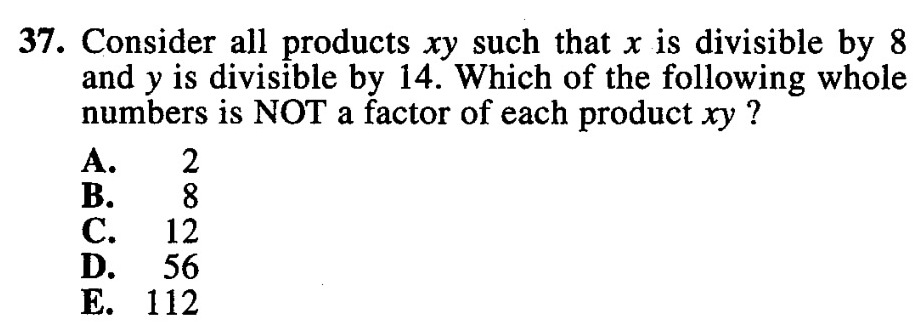 37. Consider all products xy such that x is divisible by 8
and y is divisible by 14. Which of the following whole
numbers is NOT a factor of each product xy ?
A. 2
B. 8
C. 12
D. 56
E. 112